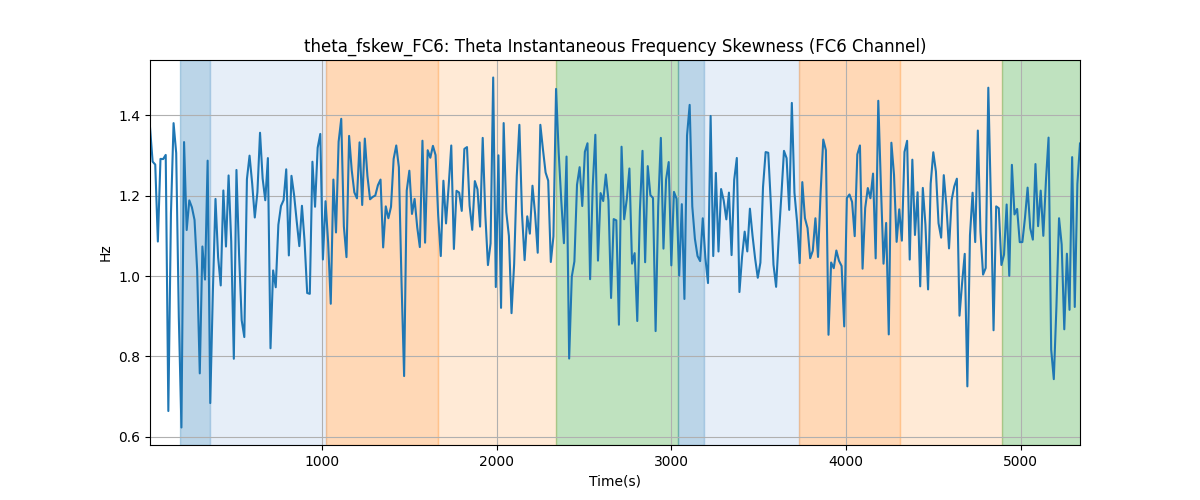 theta_fskew_FC6: Theta Instantaneous Frequency Skewness (FC6 Channel)
Hz
1.4
1.2
1.0
0.8
0.6
1000 2000 3000 4000 5000
Time(s)